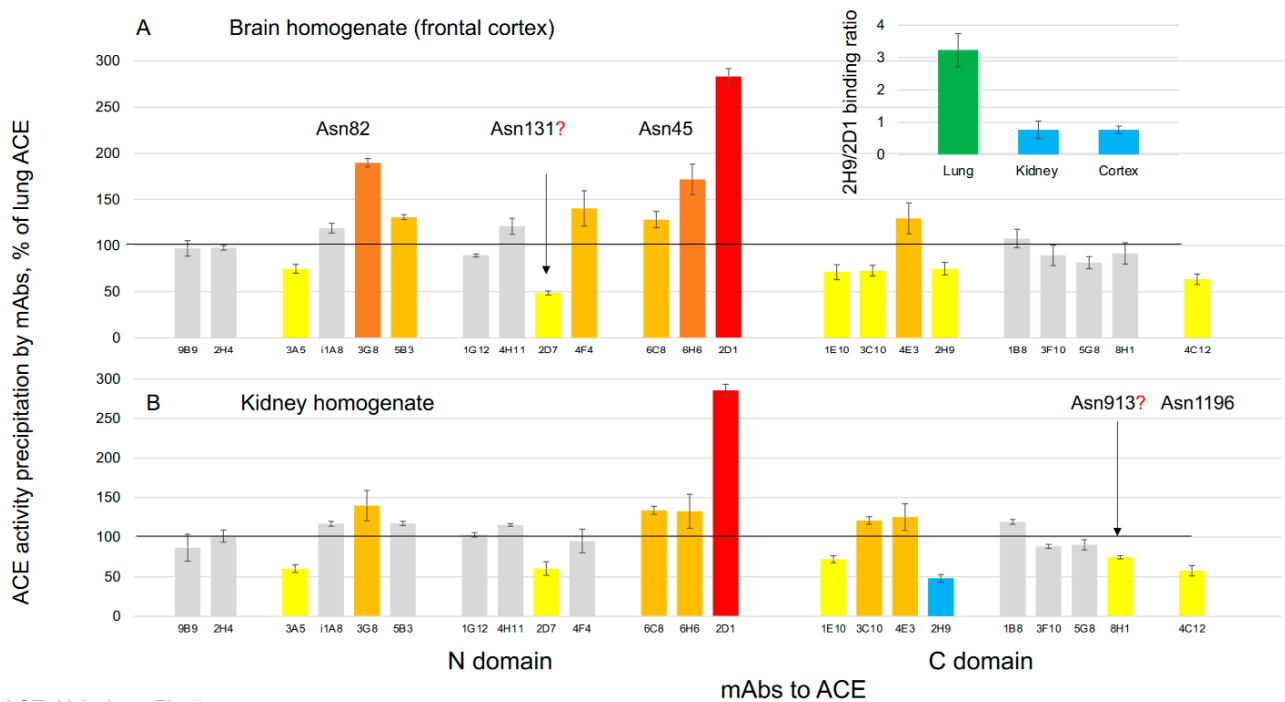 A Brain homogenate (frontal cortex)
ACE activity precipitation by mAbs, % of lung ACE
300
250
200
150
100
50
0
Asn82
Asn131?
Asn45
9B9 2H4 3A5 i1A8 3G8 5B3 1G12 4H11 2D7 4F4 6C8 6H6 2D1 1E10 3C10 4E3 2H9 1B8 3F10 5G8 8H1 4C12
2H9/2D1 binding ratio
4
3
2
1
0
Lung Kidney Cortex
B Kidney homogenate
300
250
200
150
100
50
0
Asn913? Asn1196
9B9 2H4 3A5 i1A8 3G8 5B3 1G12 4H11 2D7 4F4 6C8 6H6 2D1 1E10 3C10 4E3 2H9 1B8 3F10 5G8 8H1 4C12
N domain C domain
mAbs to ACE